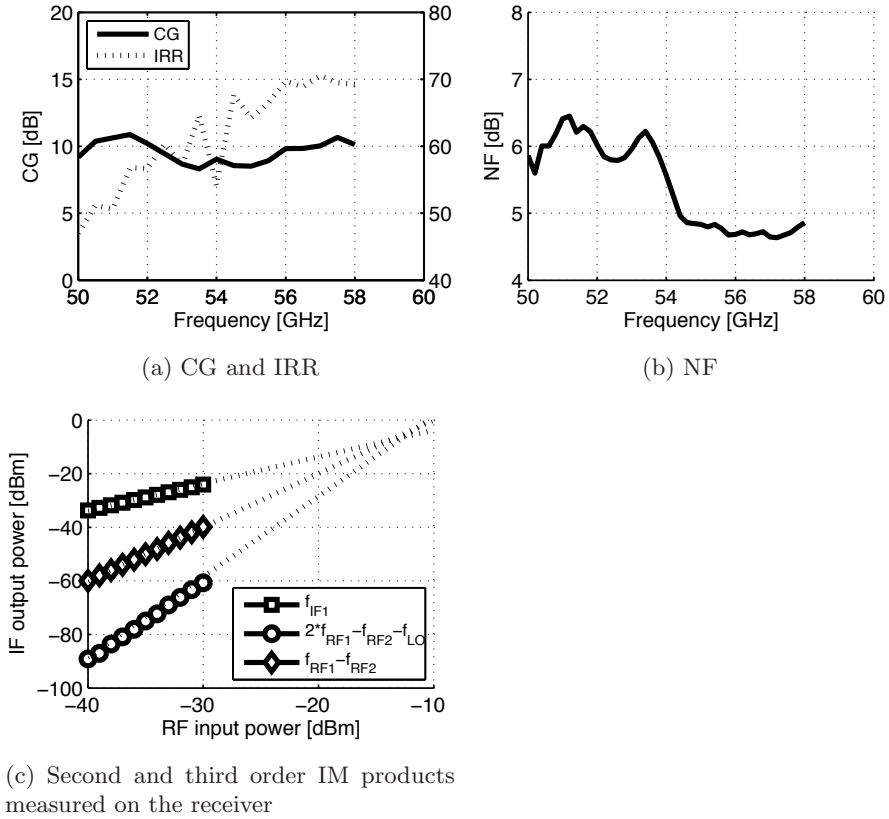 20
15
10
5
0
CG [dB]
CG
IRR
80
70
60
50
40
50 52 54 56 58 60
Frequency [GHz]
(a) CG and IRR
8
7
6
5
4
NF [dB]
50 52 54 56 58 60
Frequency [GHz]
(b) NF
0
−20
−40
−60
−80
−100
IF output power [dBm]
f_IF1
2*f_RF1−f_RF2−f_LO
f_RF1−f_RF2
−40 −30 −20 −10
RF input power [dBm]
(c) Second and third order IM products
measured on the receiver